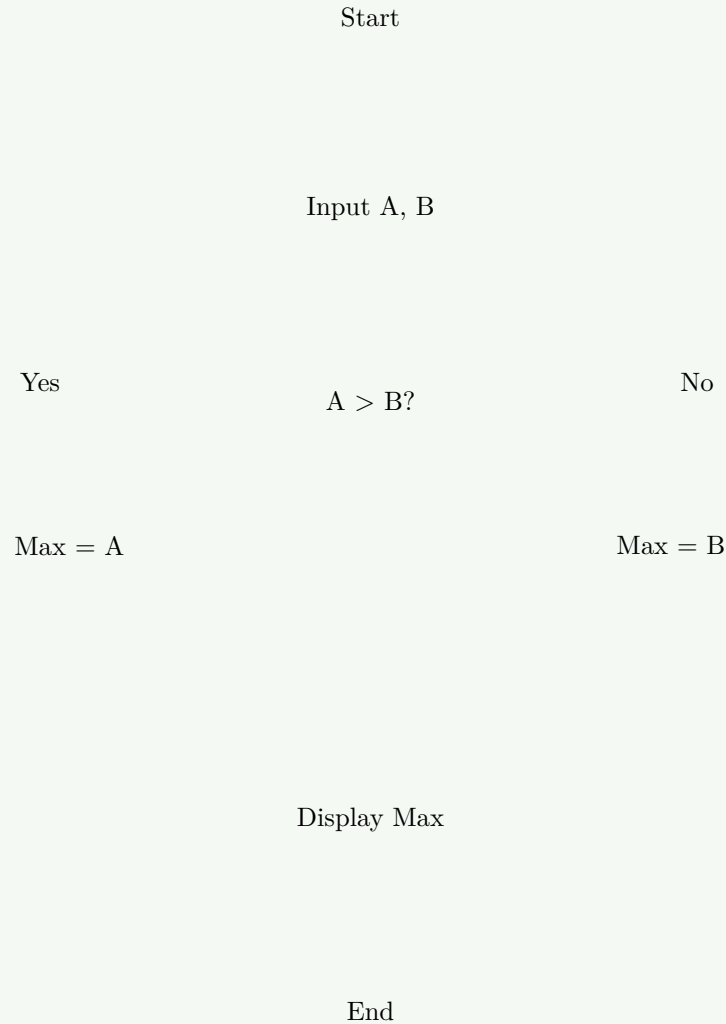 Start
Input A, B
Yes
No
A > B?
Max = A
Max = B
Display Max
End